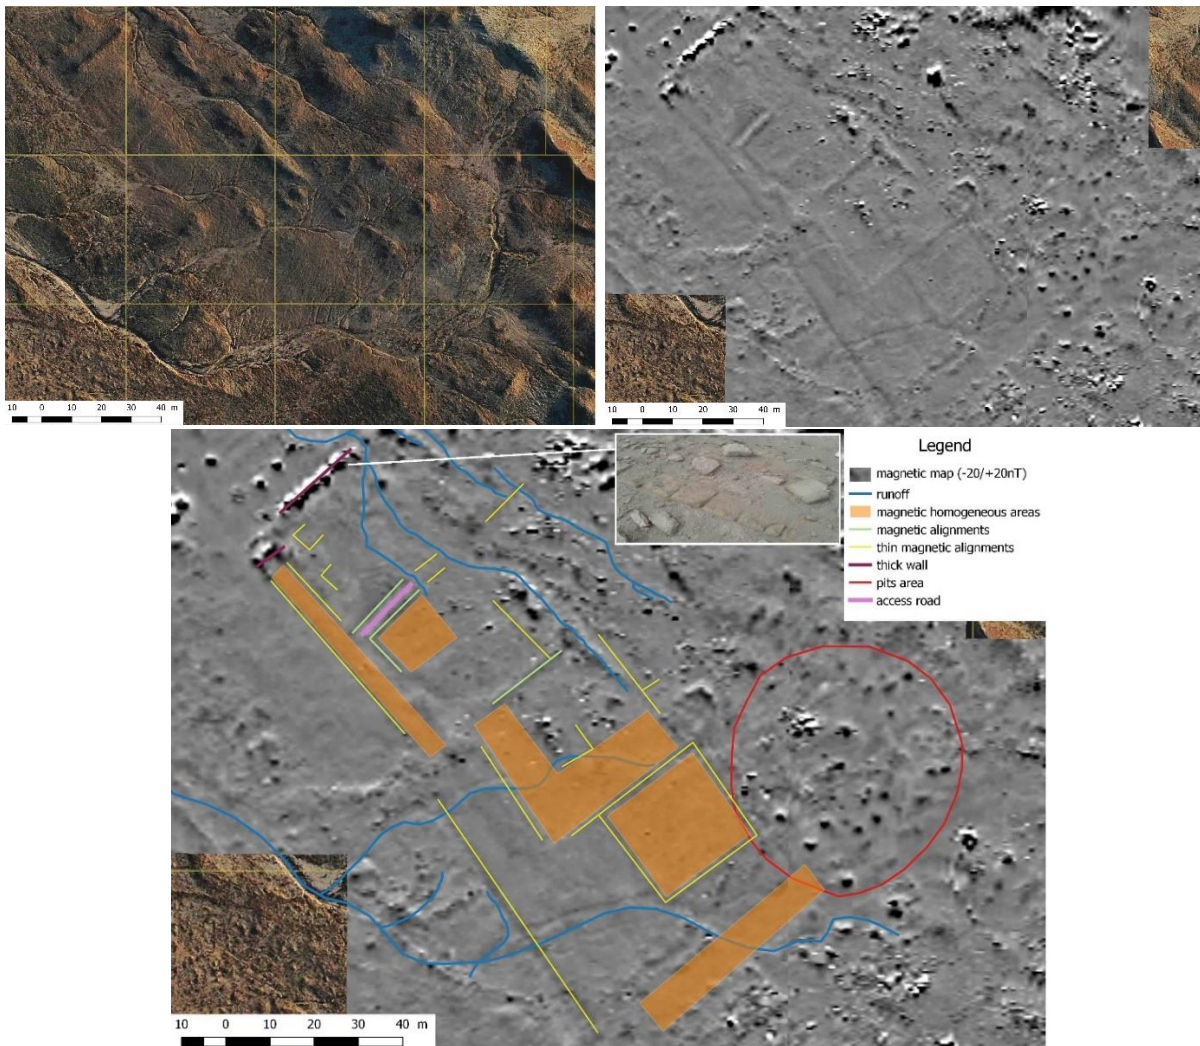 10 0 10 20 30 40 m
10 0 10 20 30 40 m
Legend
magnetic map (-20/+20nT)
runoff
magnetic homogeneous areas
magnetic alignments
thin magnetic alignments
thick wall
pits area
access road
10 0 10 20 30 40 m